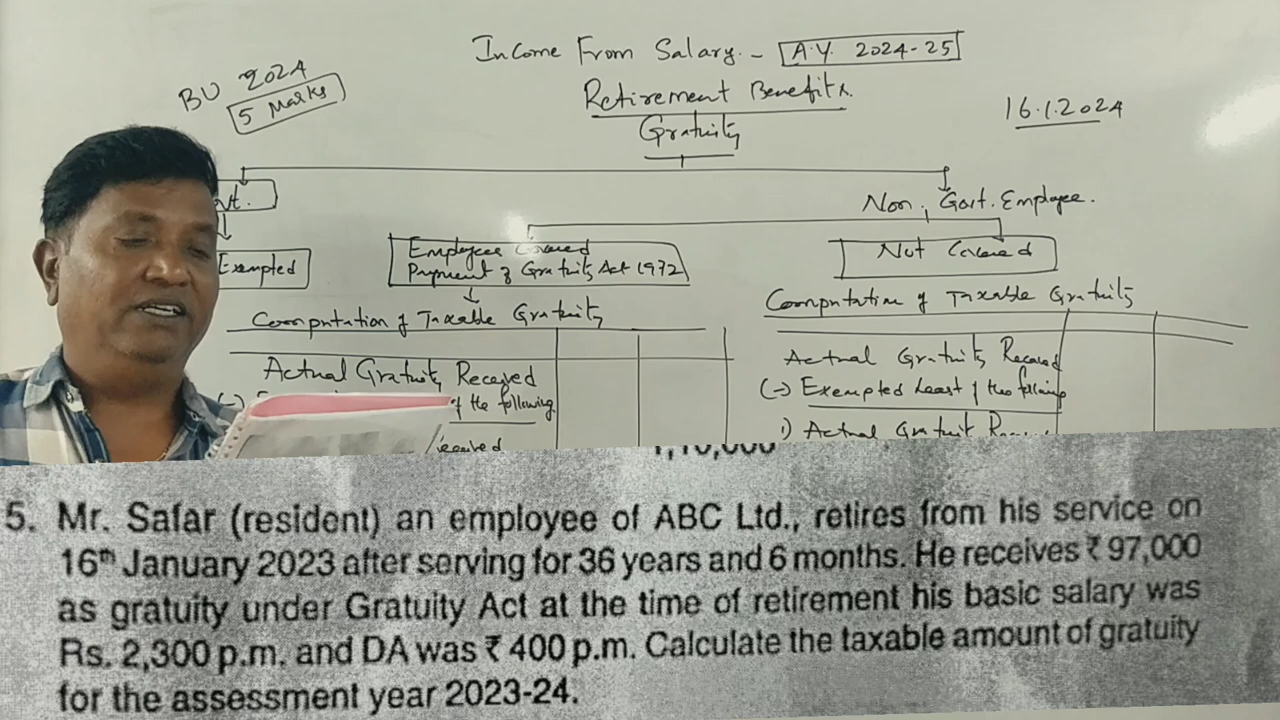 Income From Salary. - A.Y. 2024-25
BU 2024
5 Marks
Retirement Benefits.
16.1.2024
Gratuity
Non. Govt. Employee.
Exempted
Employees Covered
Payment of Gratuity Act 1972
Not Covered
Computation of Taxable Gratuity
Computation of Taxable Gratuity
Actual Gratuity Received
(-)
of the following
Actual Gratuity Received
(-) Exempted Least of the following
1) Actual
5. Mr. Safar (resident) an employee of ABC Ltd., retires from his service on
16th January 2023 after serving for 36 years and 6 months. He receives ₹ 97,000
as gratuity under Gratuity Act at the time of retirement his basic salary was
Rs. 2,300 p.m. and DA was ₹ 400 p.m. Calculate the taxable amount of gratuity
for the assessment year 2023-24.